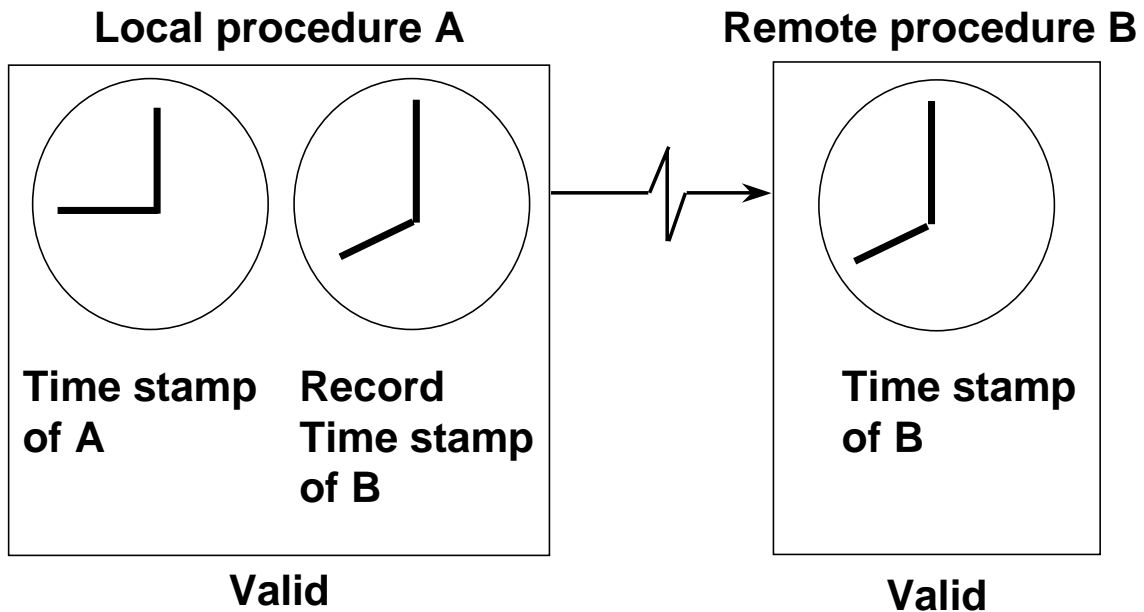 Local procedure A
Remote procedure B
Time stamp
of A
Record
Time stamp
of B
Time stamp
of B
Valid
Valid